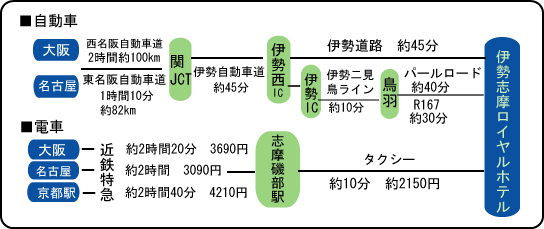 ■自動車
大阪
西名阪自動車道
2時間約100km
名古屋
東名阪自動車道
1時間10分
約82km
関JCT
伊勢自動車道
約45分
伊勢西IC
伊勢道路 約45分
伊勢IC
伊勢二見
鳥ライン
約10分
鳥羽
パールロード
約40分
R167
約30分
伊勢志摩ロイヤルホテル
■電車
大阪
名古屋
京都駅
近鉄特急
約2時間20分 3690円
約2時間 3090円
約2時間40分 4210円
志摩磯部駅
タクシー
約10分 約2150円